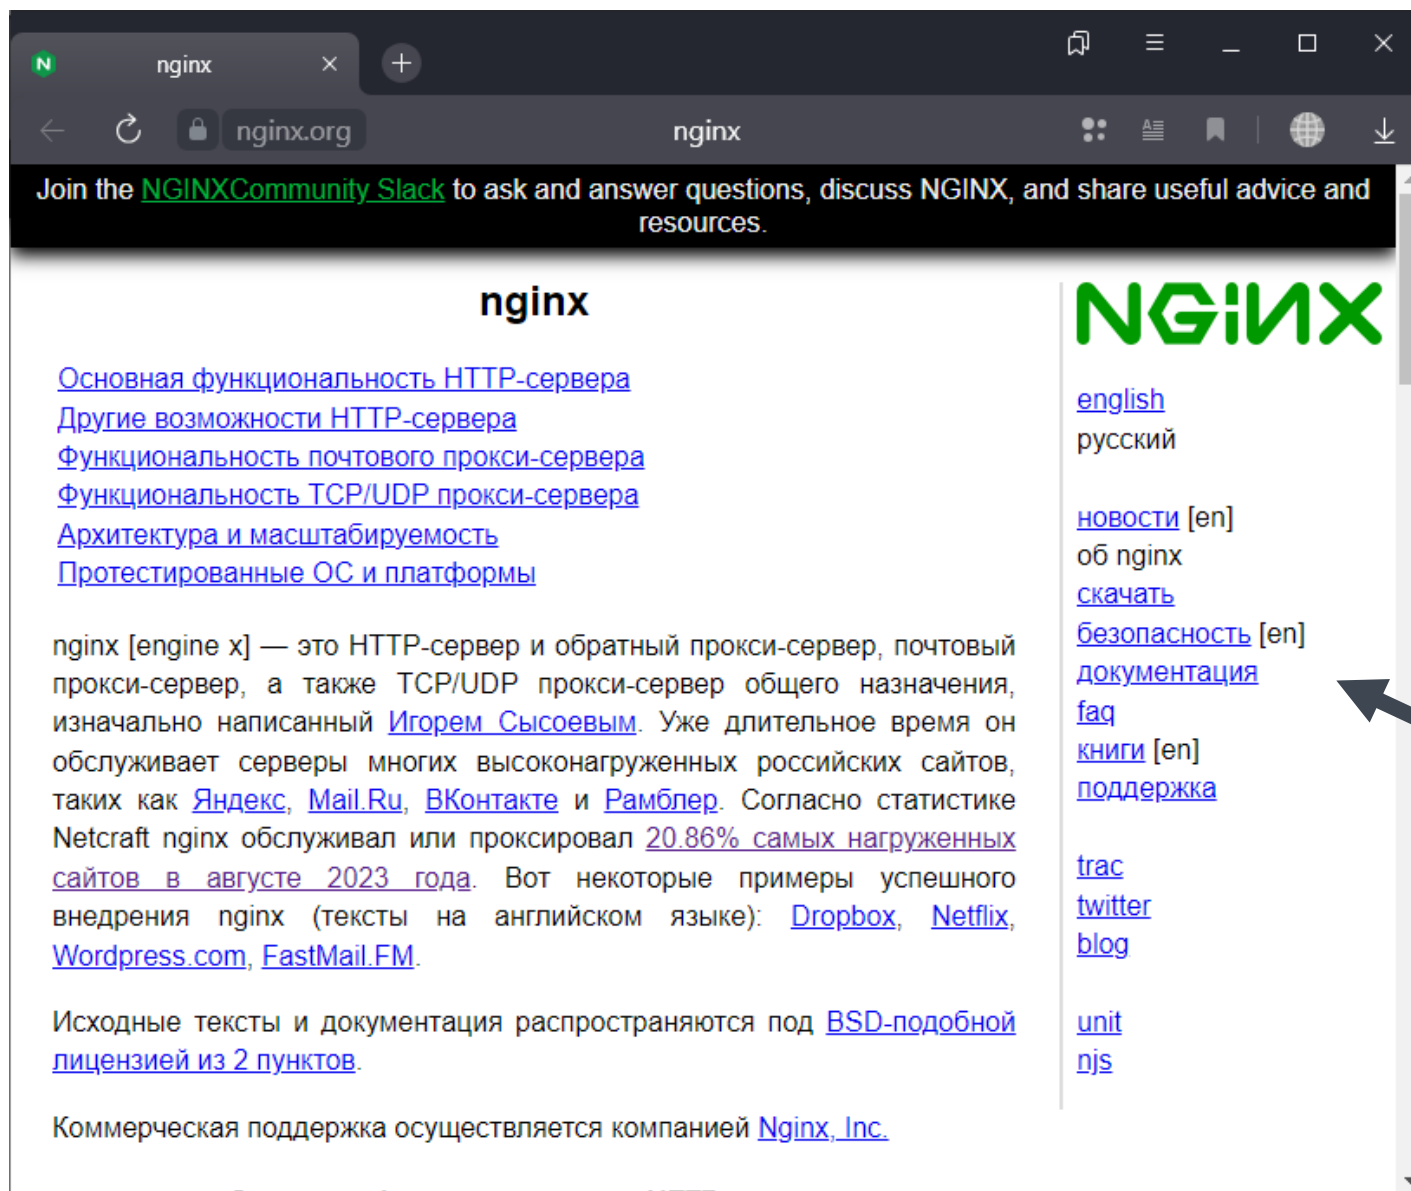 nginx
nginx.org
nginx
Join the NGINXCommunity Slack to ask and answer questions, discuss NGINX, and share useful advice and
resources.
nginx
Основная функциональность HTTP-сервера
Другие возможности HTTP-сервера
Функциональность почтового прокси-сервера
Функциональность TCP/UDP прокси-сервера
Архитектура и масштабируемость
Протестированные ОС и платформы
nginx [engine x] — это HTTP-сервер и обратный прокси-сервер, почтовый
прокси-сервер, а также TCP/UDP прокси-сервер общего назначения,
изначально написанный Игорем Сысоевым. Уже длительное время он
обслуживает серверы многих высоконагруженных российских сайтов,
таких как Яндекс, Mail.Ru, ВКонтакте и Рамблер. Согласно статистике
Netcraft nginx обслуживал или проксировал 20.86% самых нагруженных
сайтов в августе 2023 года. Вот некоторые примеры успешного
внедрения nginx (тексты на английском языке): Dropbox, Netflix,
Wordpress.com, FastMail.FM.
Исходные тексты и документация распространяются под BSD-подобной
лицензией из 2 пунктов.
Коммерческая поддержка осуществляется компанией Nginx, Inc.
NGINX
english
русский
новости [en]
об nginx
скачать
безопасность [en]
документация
faq
книги [en]
поддержка
trac
twitter
blog
unit
njs